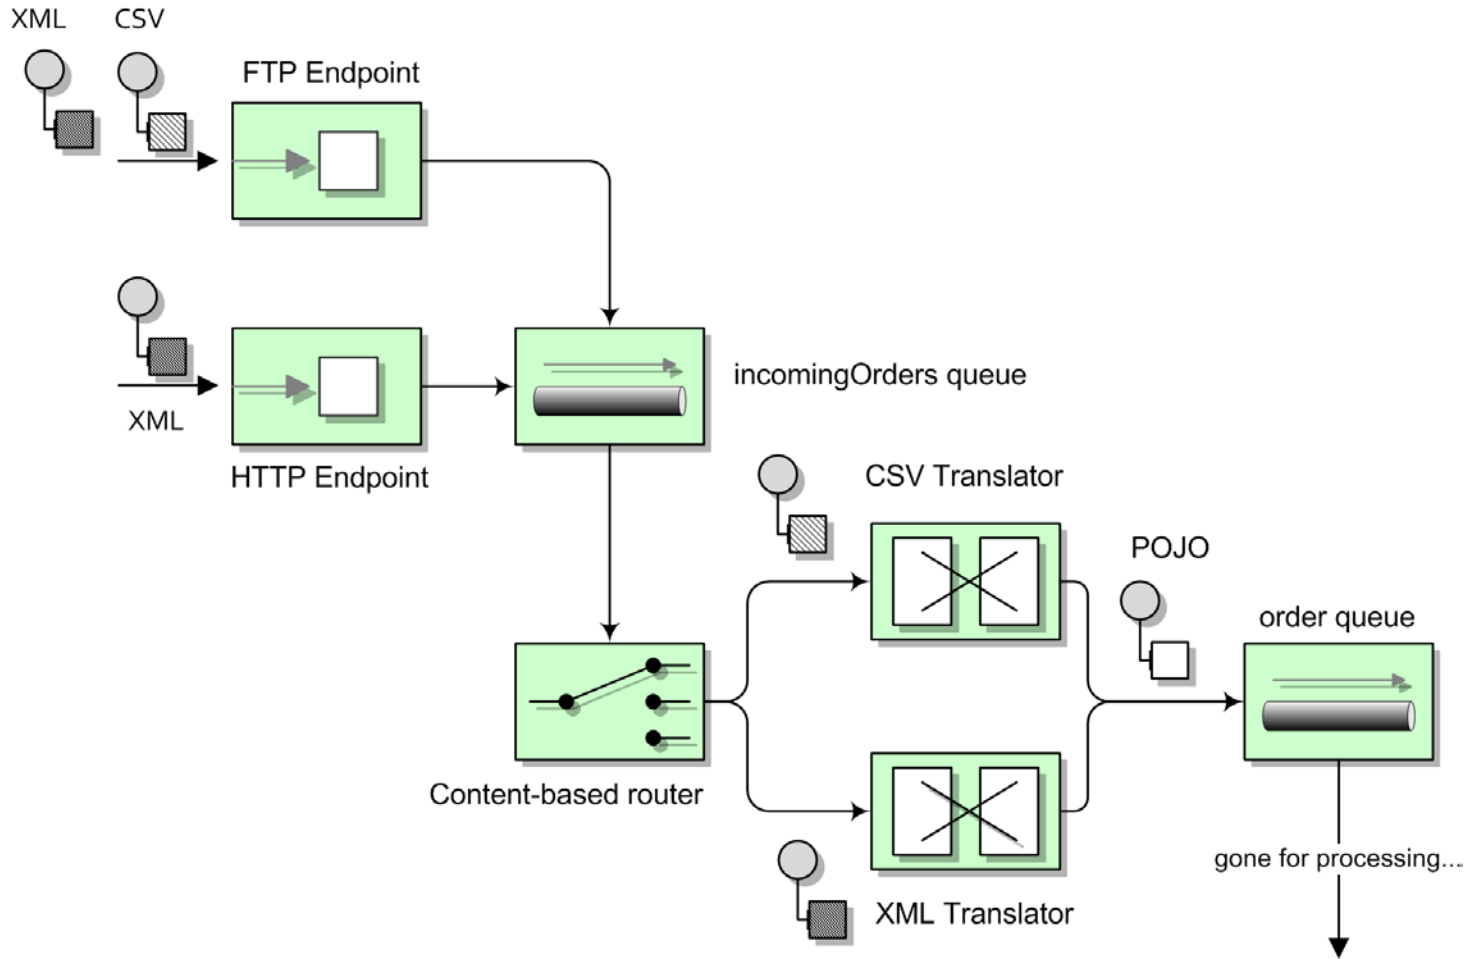 XML
CSV
FTP Endpoint
XML
HTTP Endpoint
incomingOrders queue
CSV Translator
POJO
order queue
Content-based router
XML Translator
gone for processing...